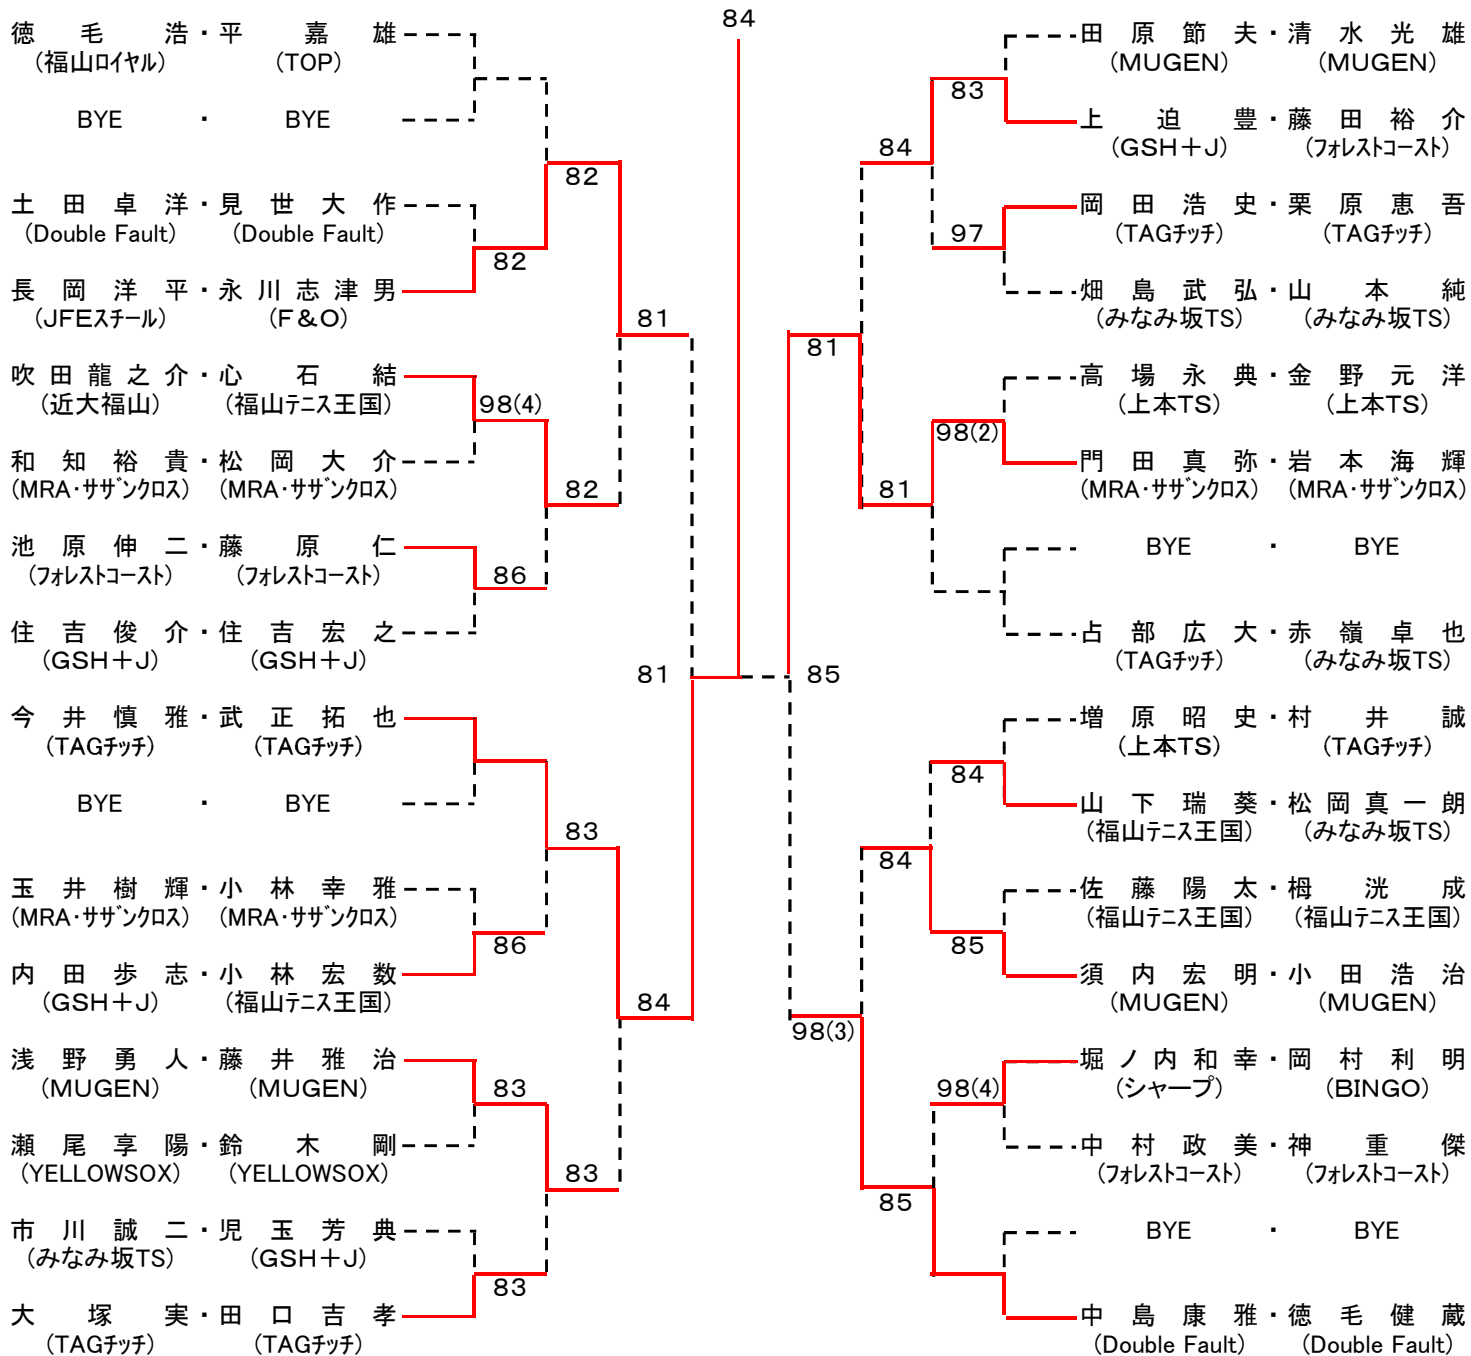 84
徳毛浩・平嘉雄
(福山ロイヤル) (TOP)
BYE ・ BYE
82
土田卓洋・見世大作
(Double Fault) (Double Fault)
82
長岡洋平・永川志津男
(JFEスチール) (F&O)
81
吹田龍之介・心石結
(近大福山) (福山テニス王国)
98(4)
和知裕貴・松岡大介
(MRA・サザンクロス) (MRA・サザンクロス)
82
池原伸二・藤原仁
(フォレストコースト) (フォレストコースト)
86
住吉俊介・住吉宏之
(GSH+J) (GSH+J)
81
今井慎雅・武正拓也
(TAGチッチ) (TAGチッチ)
BYE ・ BYE
83
玉井樹輝・小林幸雅
(MRA・サザンクロス) (MRA・サザンクロス)
86
内田歩志・小林宏数
(GSH+J) (福山テニス王国)
84
浅野勇人・藤井雅治
(MUGEN) (MUGEN)
83
瀬尾享陽・鈴木剛
(YELLOWSOX) (YELLOWSOX)
83
市川誠二・児玉芳典
(みなみ坂TS) (GSH+J)
83
大塚実・田口吉孝
(TAGチッチ) (TAGチッチ)
田原節夫・清水光雄
(MUGEN) (MUGEN)
83
上迫豊・藤田裕介
(GSH+J) (フォレストコースト)
84
岡田浩史・栗原恵吾
(TAGチッチ) (TAGチッチ)
97
畑島武弘・山本純
(みなみ坂TS) (みなみ坂TS)
81
高場永典・金野元洋
(上本TS) (上本TS)
98(2)
門田真弥・岩本海輝
(MRA・サザンクロス) (MRA・サザンクロス)
81
BYE ・ BYE
占部広大・赤嶺卓也
(TAGチッチ) (みなみ坂TS)
85
増原昭史・村井誠
(上本TS) (TAGチッチ)
84
山下瑞葵・松岡真一朗
(福山テニス王国) (みなみ坂TS)
84
佐藤陽太・栂洸成
(福山テニス王国) (福山テニス王国)
85
須内宏明・小田浩治
(MUGEN) (MUGEN)
98(3)
堀ノ内和幸・岡村利明
(シャープ) (BINGO)
98(4)
中村政美・神重傑
(フォレストコースト) (フォレストコースト)
85
BYE ・ BYE
中島康雅・徳毛健蔵
(Double Fault) (Double Fault)